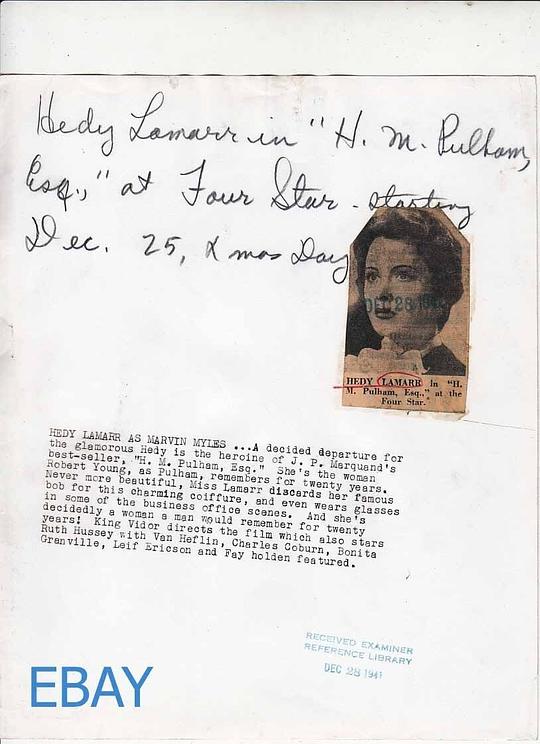 Hedy Lamarr in "H. M. Pulham,
Esq.," at Four Star - starting
Dec. 25, Xmas Day
DEC 28 1941
HEDY LAMARR in "H.
M. Pulham, Esq.," at the
Four Star.
HEDY LAMARR AS MARVIN MYLES ...A decided departure for
the glamorous Hedy is the heroine of J. P. Marquand's
best-seller, "H. M. Pulham, Esq." She's the woman
Robert Young, as Pulham, remembers for twenty years.
Never more beautiful, Miss Lamarr discards her famous
bob for this charming coiffure, and even wears glasses
in some of the business office scenes. And she's
decidedly a woman a man would remember for twenty
years! King Vidor directs the film which also stars
Ruth Hussey with Van Heflin, Charles Coburn, Bonita
Granville, Leif Ericson and Fay holden featured.
RECEIVED EXAMINER
REFERENCE LIBRARY
DEC 28 1941
EBAY